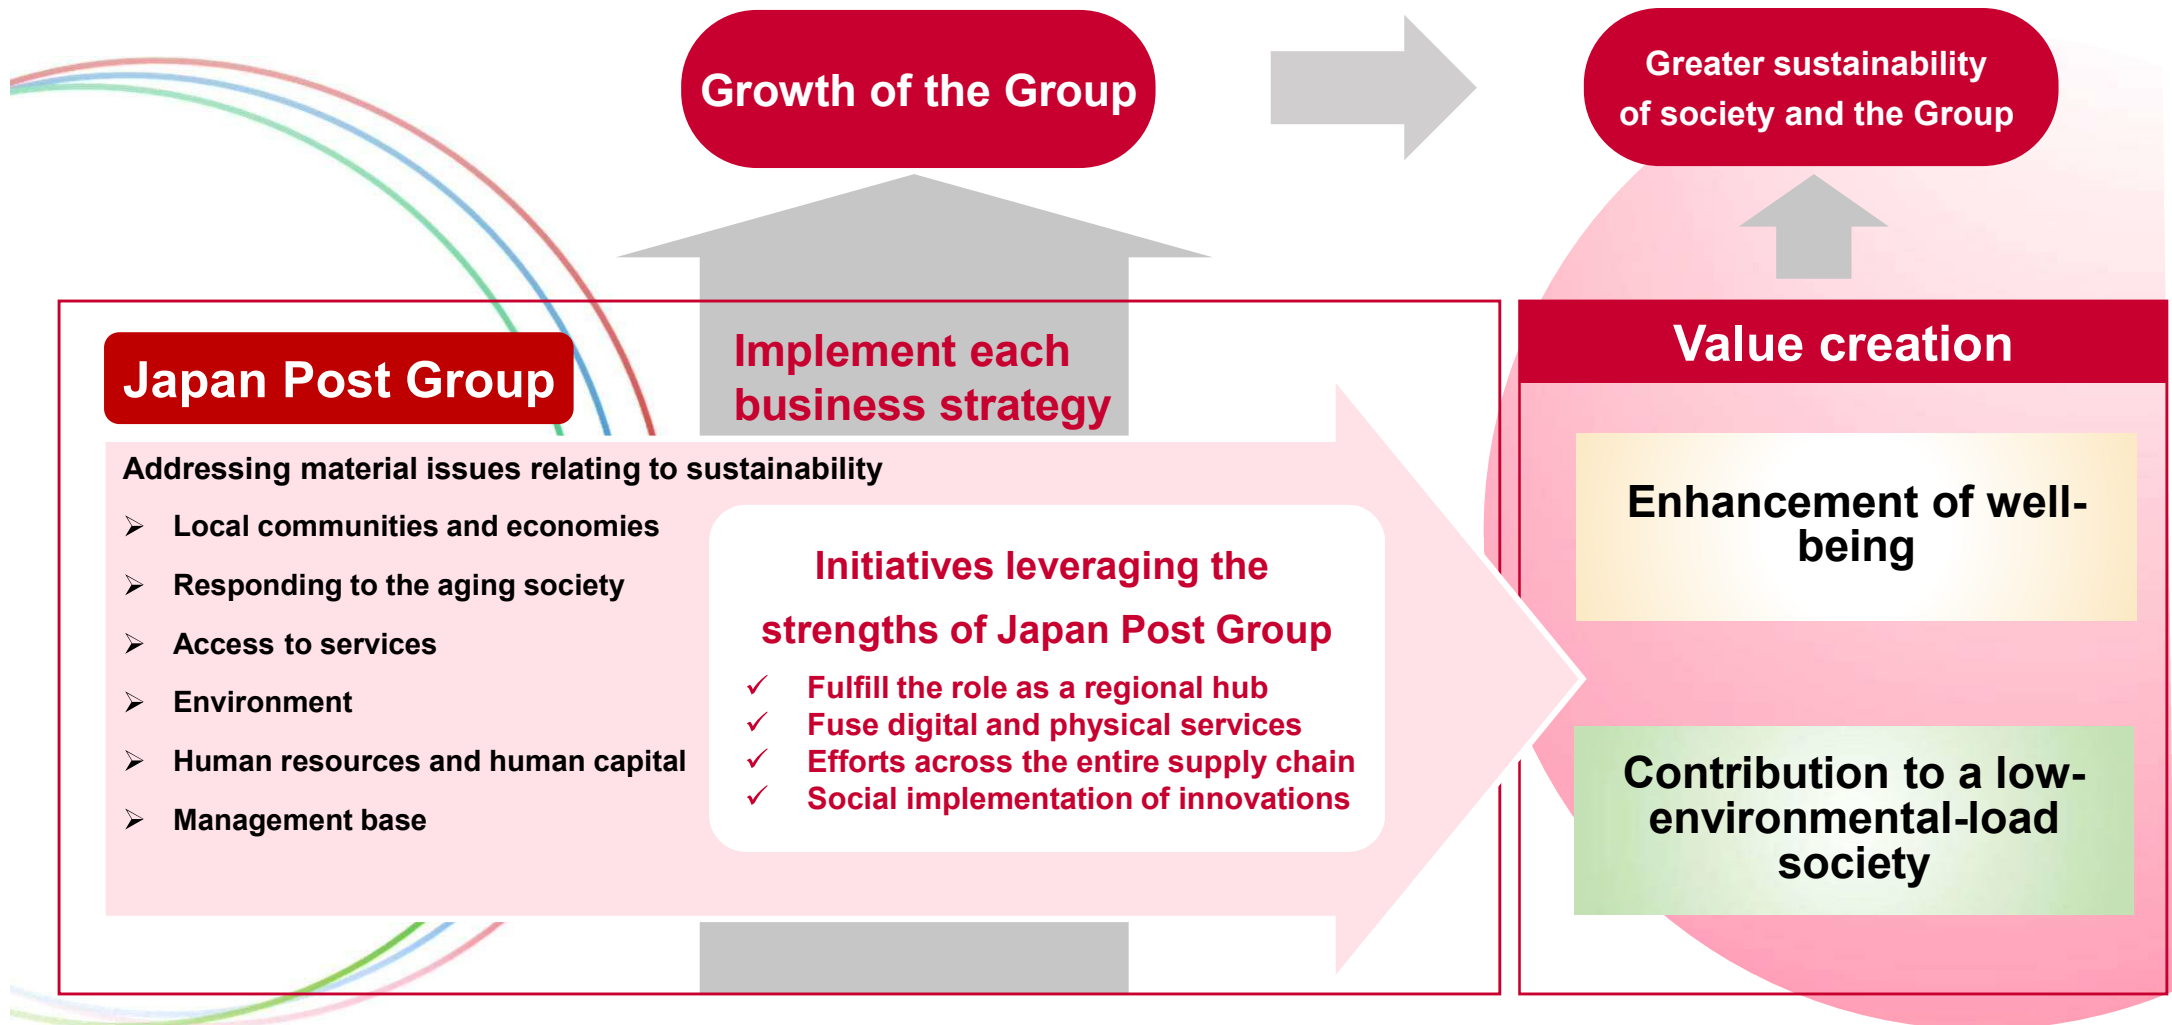 Growth of the Group
Greater sustainability
of society and the Group
Japan Post Group
Implement each
business strategy
Addressing material issues relating to sustainability
➢ Local communities and economies
➢ Responding to the aging society
➢ Access to services
➢ Environment
➢ Human resources and human capital
➢ Management base
Initiatives leveraging the
strengths of Japan Post Group
✓ Fulfill the role as a regional hub
✓ Fuse digital and physical services
✓ Efforts across the entire supply chain
✓ Social implementation of innovations
Value creation
Enhancement of well-
being
Contribution to a low-
environmental-load
society